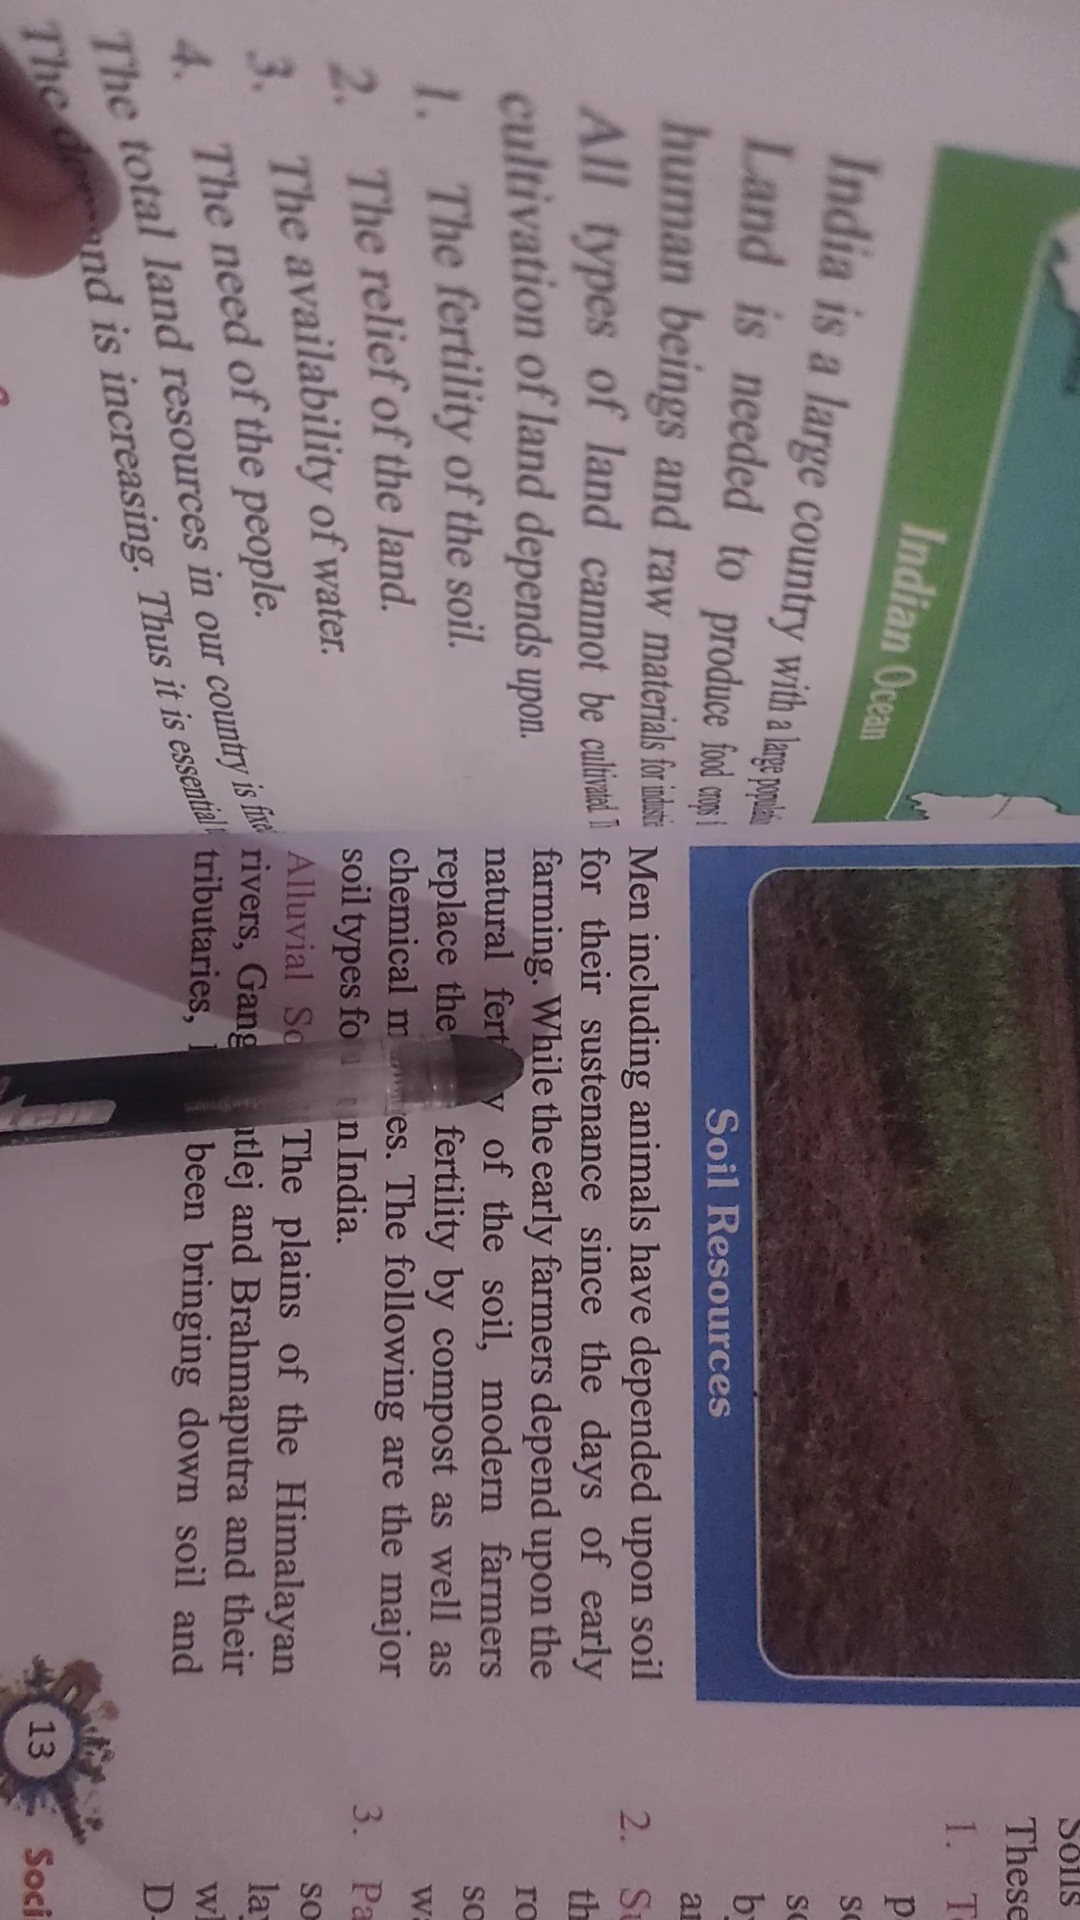 Indian Ocean
India is a large country with a large
Land is needed to produce food crops
human beings and raw materials for
All types of land cannot be cultivated.
cultivation of land depends upon.
1. The fertility of the soil.
2. The relief of the land.
3. The availability of water.
4. The need of the people.
The total land resources in our country is
The is increasing. Thus it is essential
Soil Resources
Men including animals have depended upon soil
for their sustenance since the days of early
farming. While the early farmers depend upon the
natural of the soil, modern farmers
replace the fertility by compost as well as
chemical The following are the major
soil types India.
Alluvial The plains of the Himalayan
rivers, and Brahmaputra and their
tributaries, been bringing down soil and
13
Soils
These
1.
2.
3.